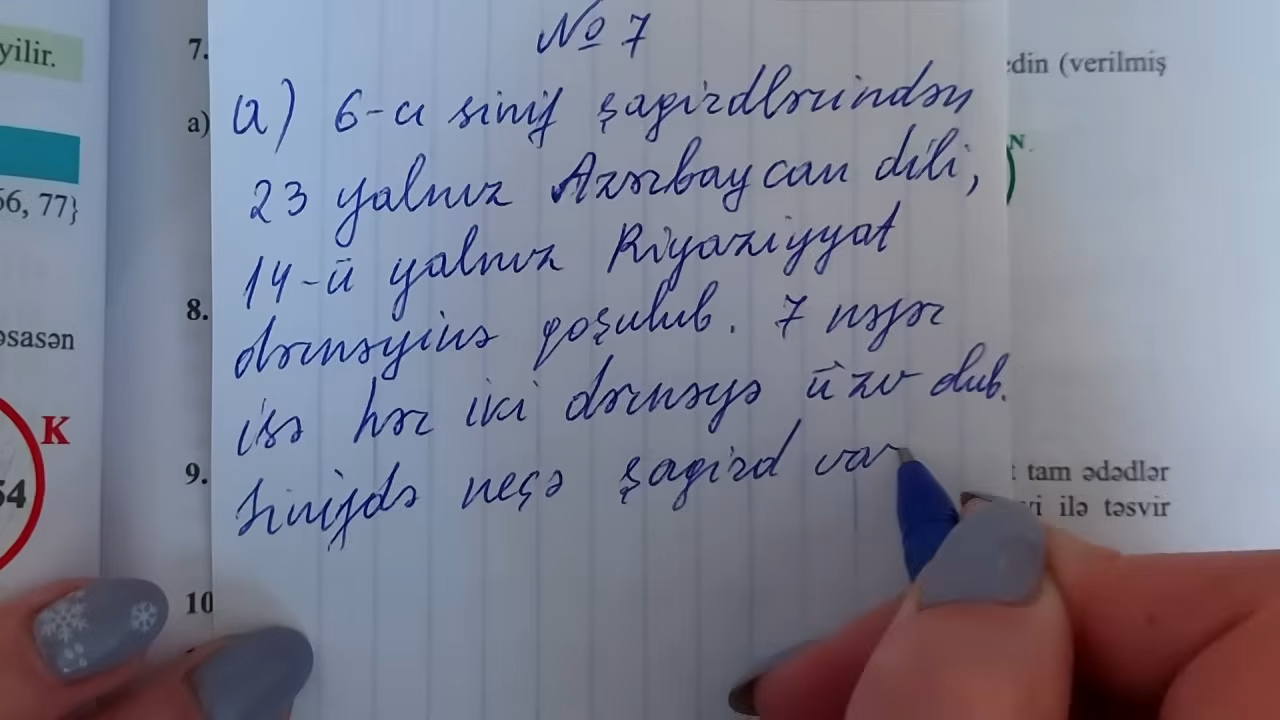 yilir.
56, 77}
əsasən
K
54
7.
a)
8.
9.
10
№ 7
a) 6-cı sinif şagirdlərindən
23 yalnız Azərbaycan dili,
14-ü yalnız Riyaziyyat
dərnəyinə qoşulub. 7 nəfər
isə hər iki dərnəyə üzv olub.
Sinifdə neçə şagird var
edin (verilmiş
N
t tam ədədlər
vi ilə təsvir